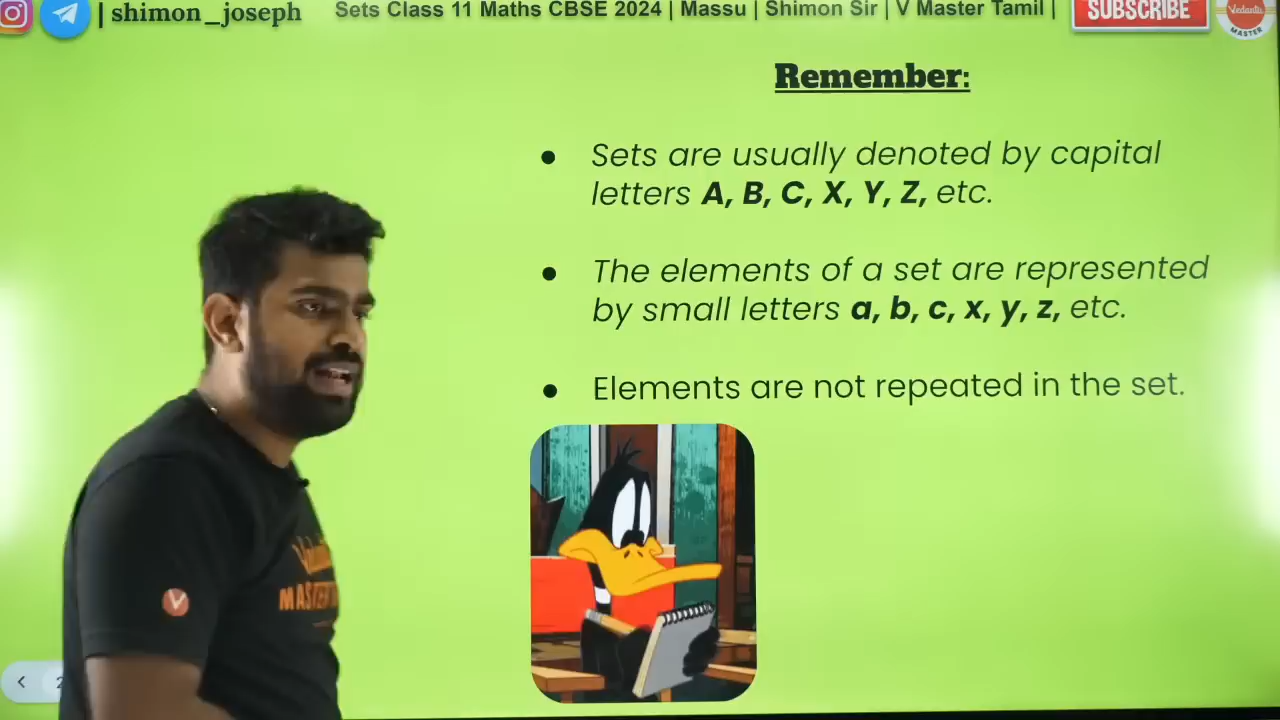 | shimon_joseph
Sets Class 11 Maths CBSE 2024 | Massu | Shimon Sir | V Master Tamil |
SUBSCRIBE
Vedantu
MASTER
Remember:
• Sets are usually denoted by capital
letters A, B, C, X, Y, Z, etc.
• The elements of a set are represented
by small letters a, b, c, x, y, z, etc.
• Elements are not repeated in the set.
V